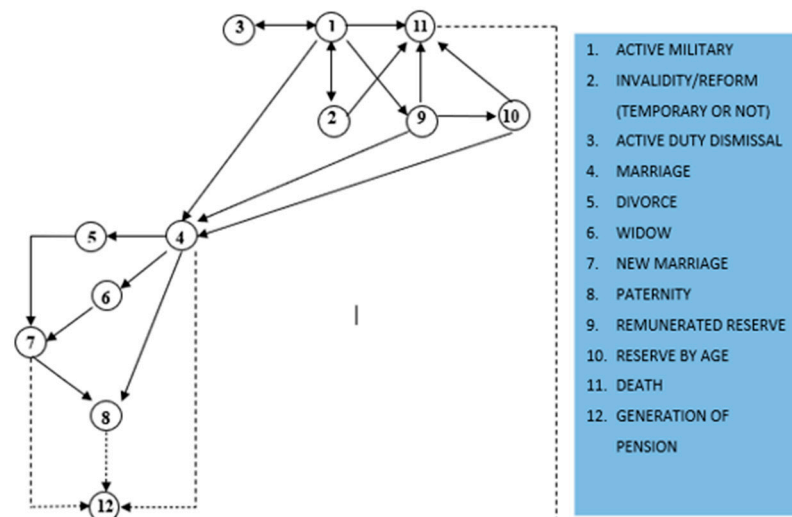 3
1
11
2
9
10
5
4
6
7
8
12
1. ACTIVE MILITARY
2. INVALIDITY/REFORM
(TEMPORARY OR NOT)
3. ACTIVE DUTY DISMISSAL
4. MARRIAGE
5. DIVORCE
6. WIDOW
7. NEW MARRIAGE
8. PATERNITY
9. REMUNERATED RESERVE
10. RESERVE BY AGE
11. DEATH
12. GENERATION OF
PENSION